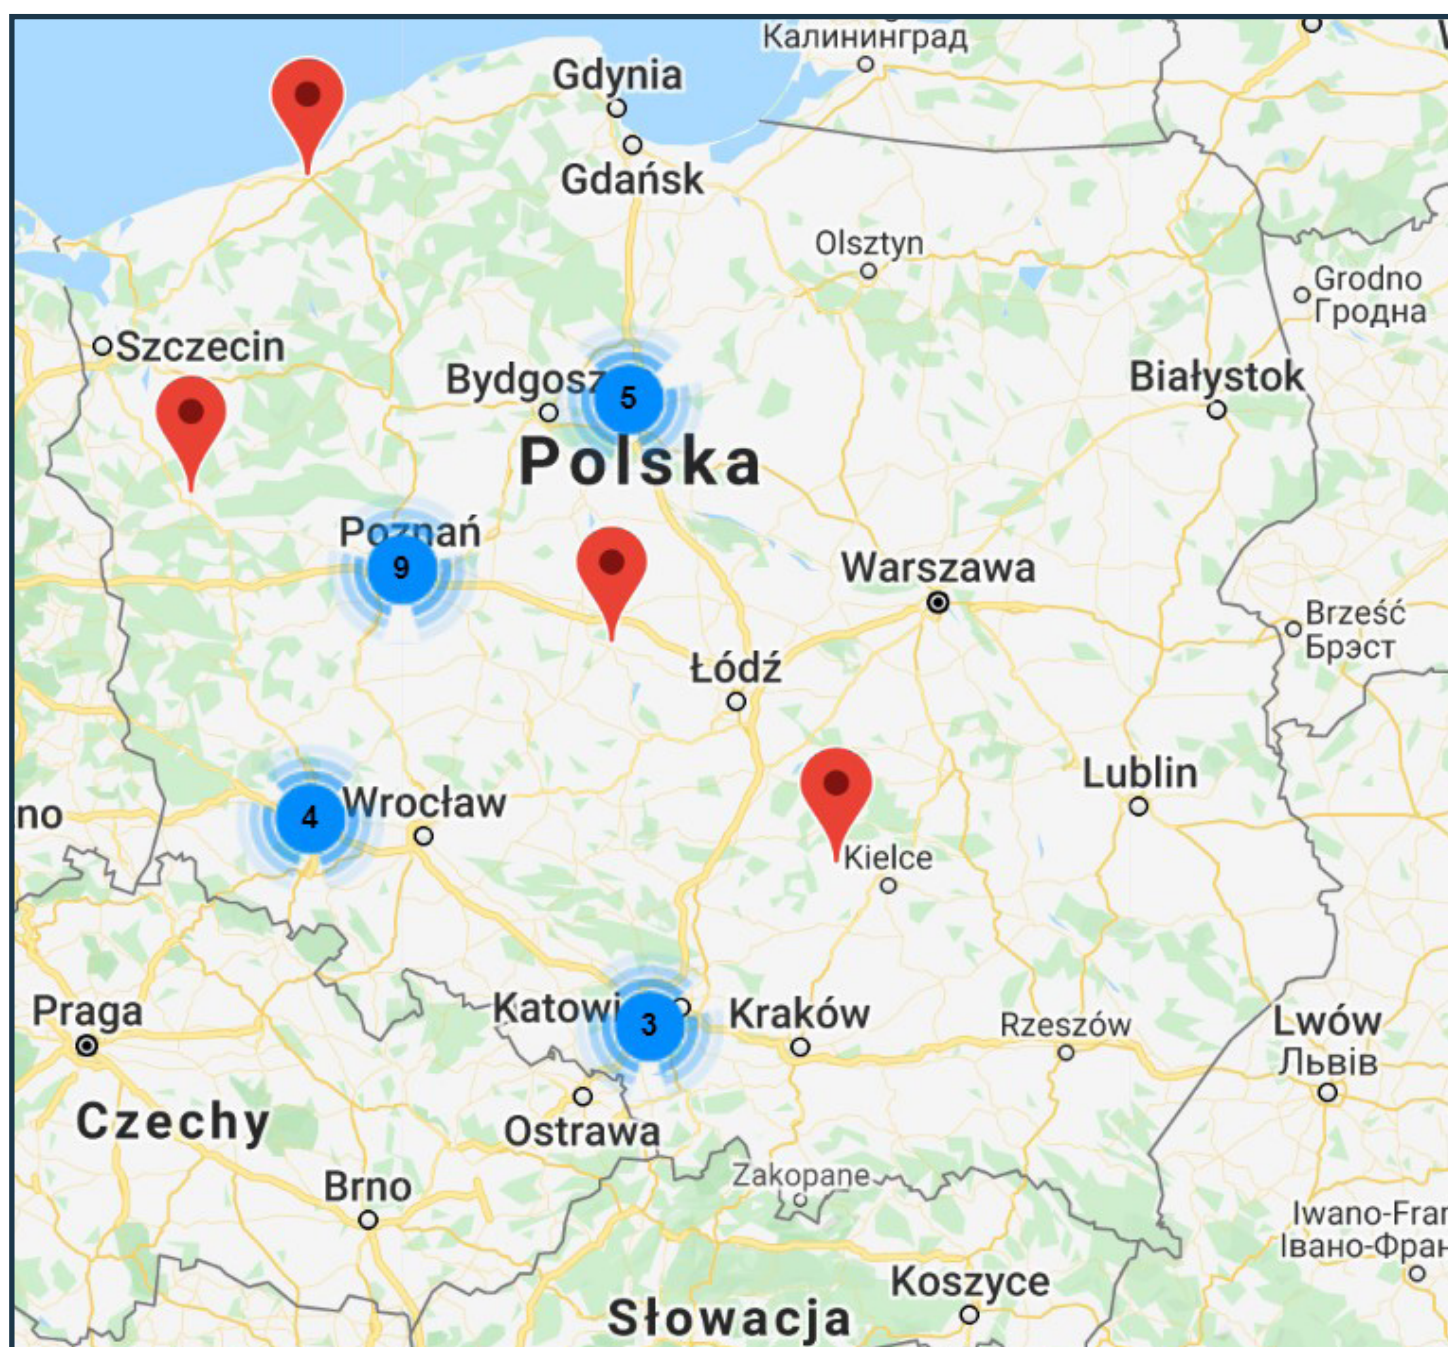 Калининград
Gdynia
Gdańsk
Olsztyn
Grodno
Гродна
Szczecin
Bydgosz
5
Białystok
Polska
Poznań
9
Warszawa
Brześć
Брэст
Łódź
Lublin
no
4
Wrocław
Kielce
Praga
Katowi
3
Kraków
Rzeszów
Lwów
Львів
Czechy
Ostrawa
Zakopane
Brno
Iwano-Fran
Івано-Фран
Koszyce
Słowacja